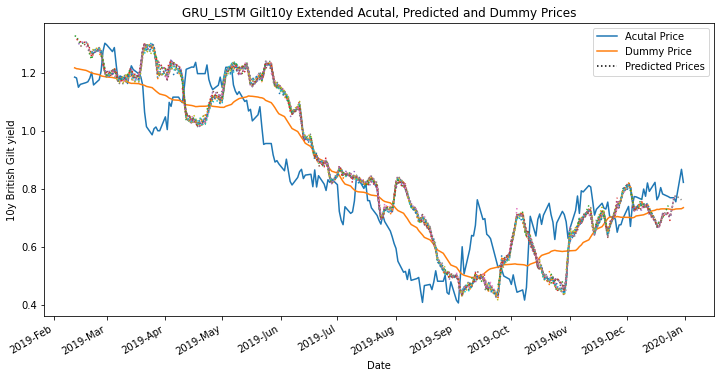 GRU_LSTM Gilt10y Extended Acutal, Predicted and Dummy Prices
Acutal Price
Dummy Price
Predicted Prices
10y British Gilt yield
1.2
1.0
0.8
0.6
0.4
2019-Feb
2019-Mar
2019-Apr
2019-May
2019-Jun
2019-Jul
2019-Aug
2019-Sep
2019-Oct
2019-Nov
2019-Dec
2020-Jan
Date